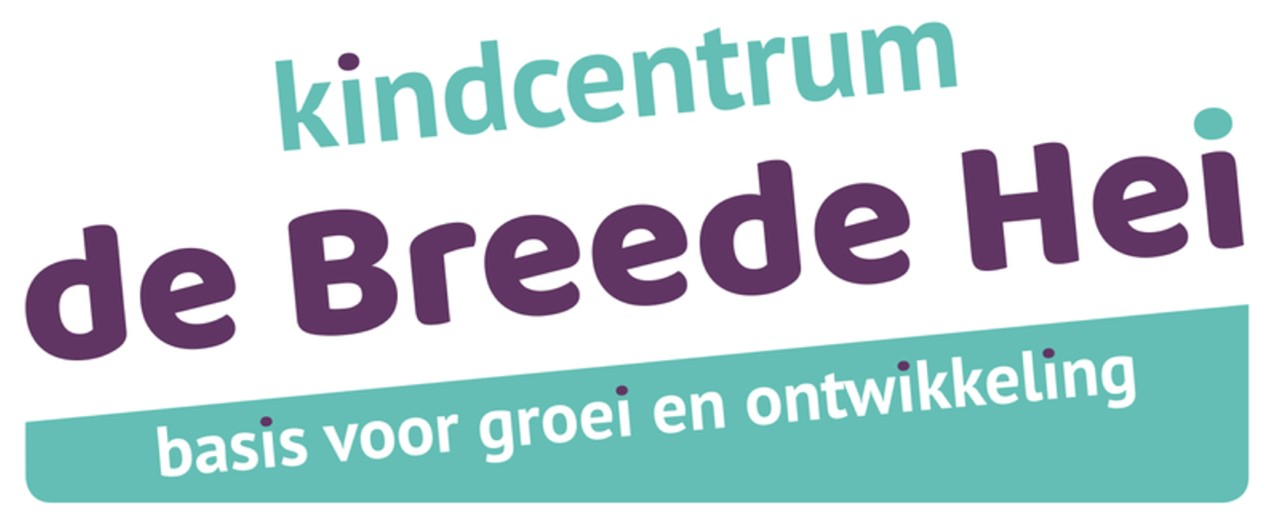 kindcentrum
de Breede Hei
basis voor groei en ontwikkeling